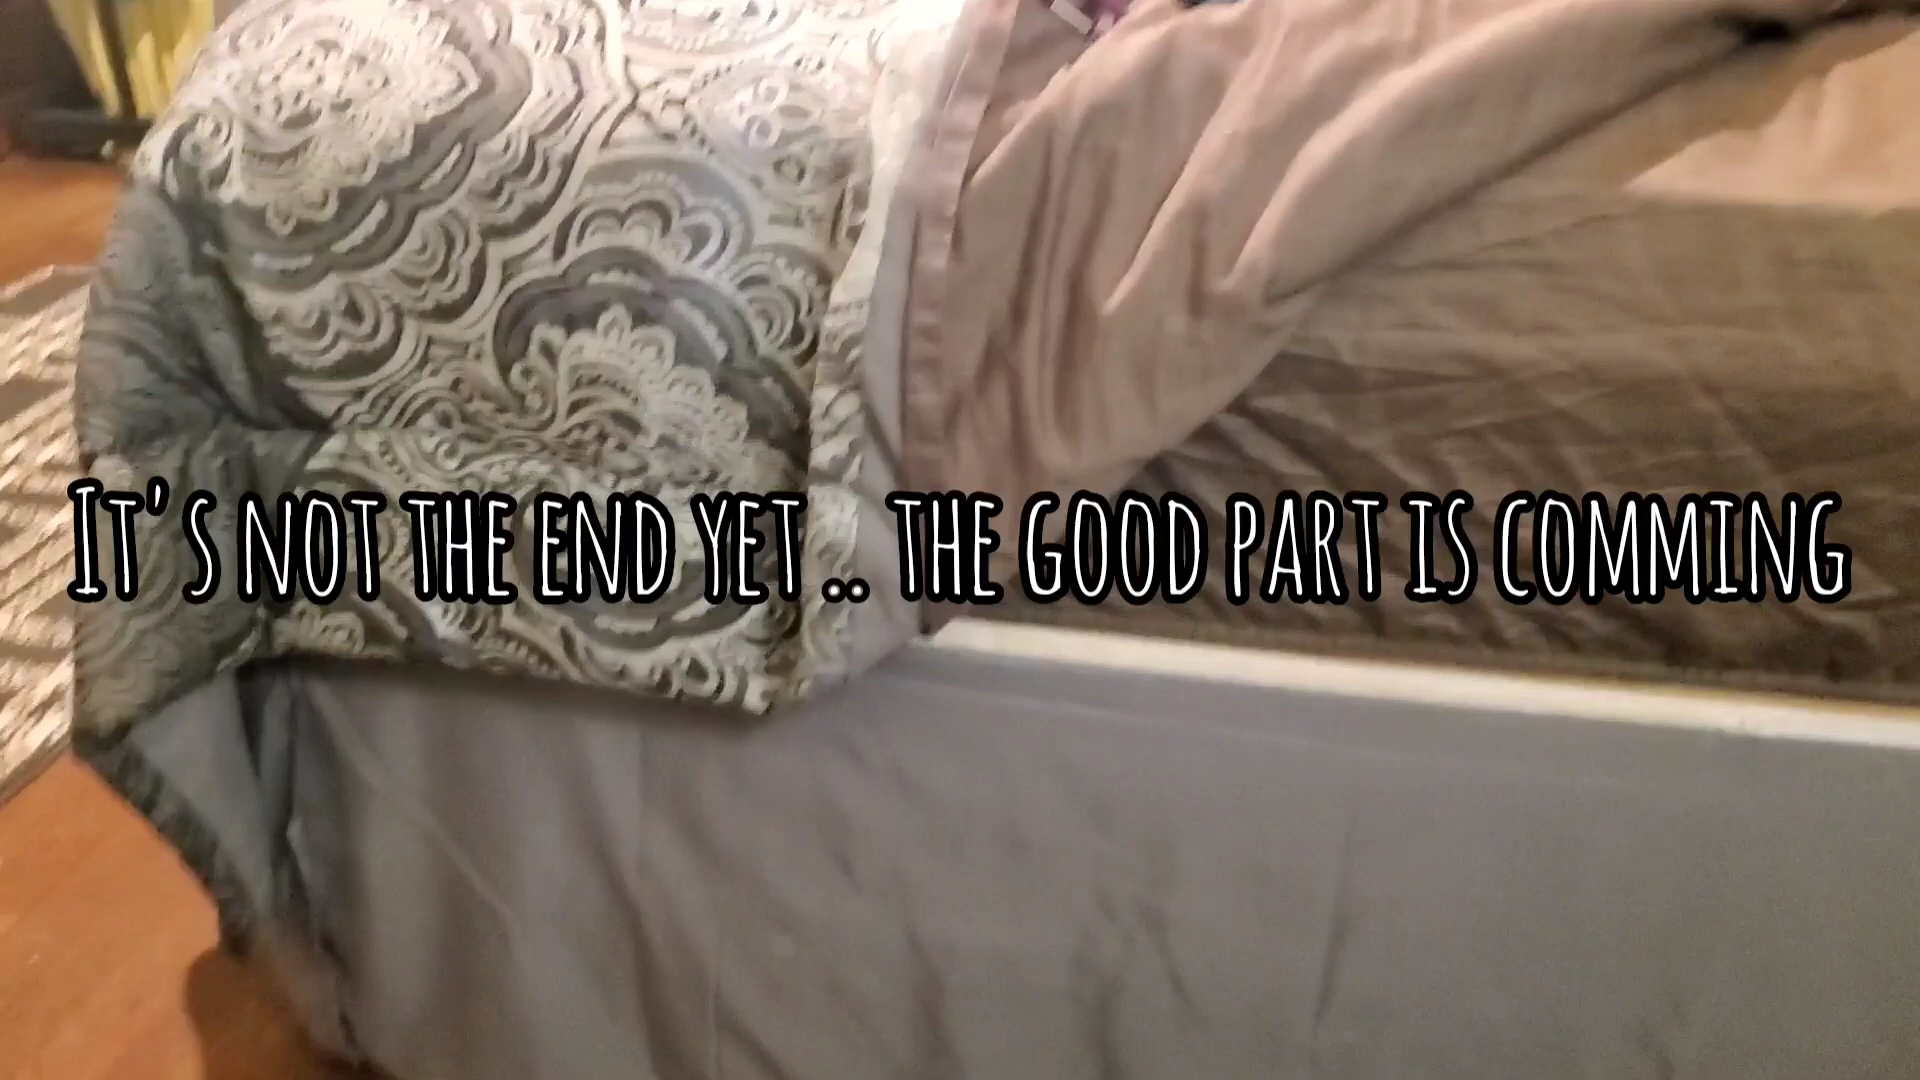 It's not the end yet.. the good part is comming